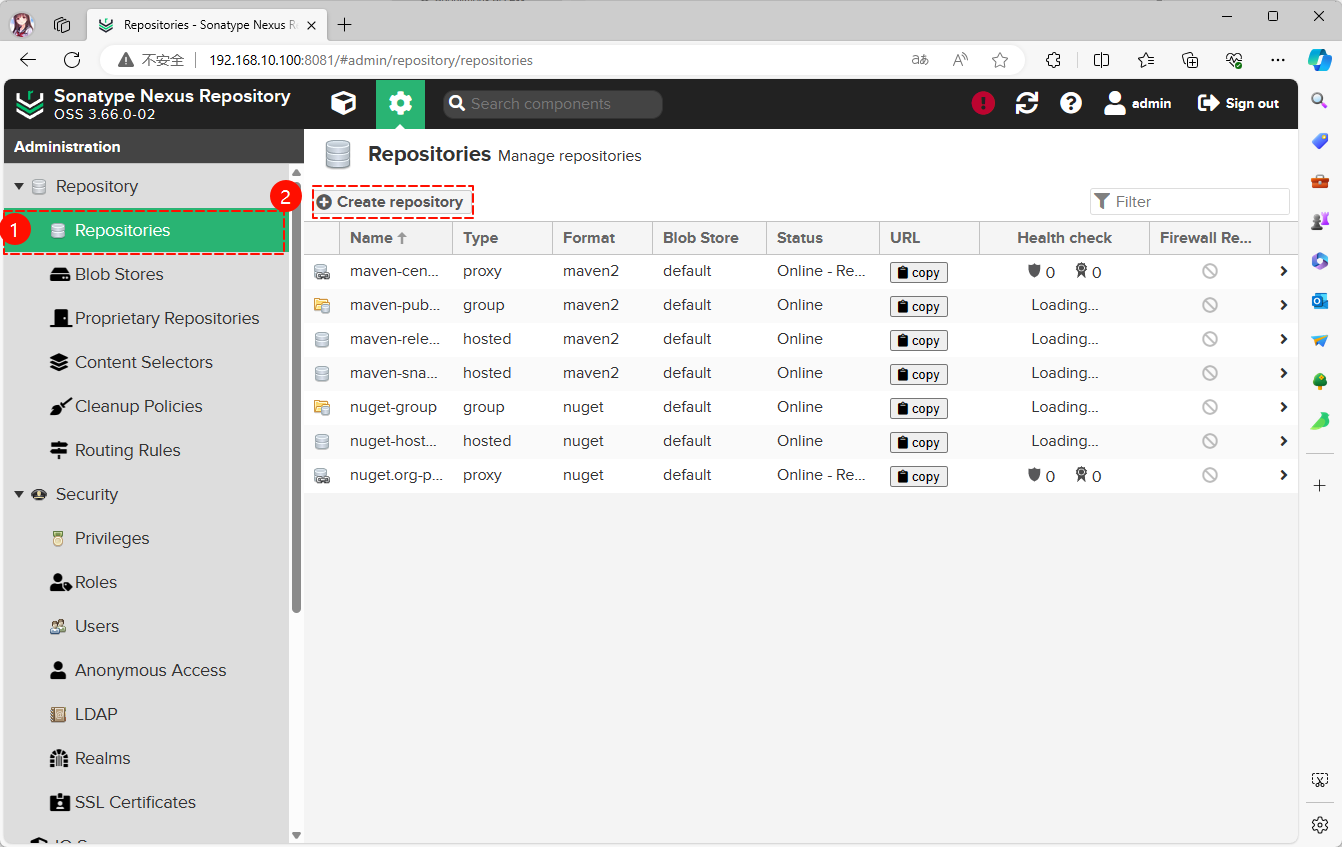 Repositories - Sonatype Nexus R
不安全 192.168.10.100:8081/#admin/repository/repositories
aあ
Sonatype Nexus Repository
OSS 3.66.0-02
Search components
admin
Sign out
Administration
Repository
1
Repositories
Blob Stores
Proprietary Repositories
Content Selectors
Cleanup Policies
Routing Rules
Security
Privileges
Roles
Users
Anonymous Access
LDAP
Realms
SSL Certificates
Repositories Manage repositories
2
Create repository
Filter
Name Type Format Blob Store Status URL Health check Firewall Re...
maven-cen... proxy maven2 default Online - Re... copy 0 0
maven-pub... group maven2 default Online copy Loading...
maven-rele... hosted maven2 default Online copy Loading...
maven-sna... hosted maven2 default Online copy Loading...
nuget-group group nuget default Online copy Loading...
nuget-host... hosted nuget default Online copy Loading...
nuget.org-p... proxy nuget default Online - Re... copy 0 0